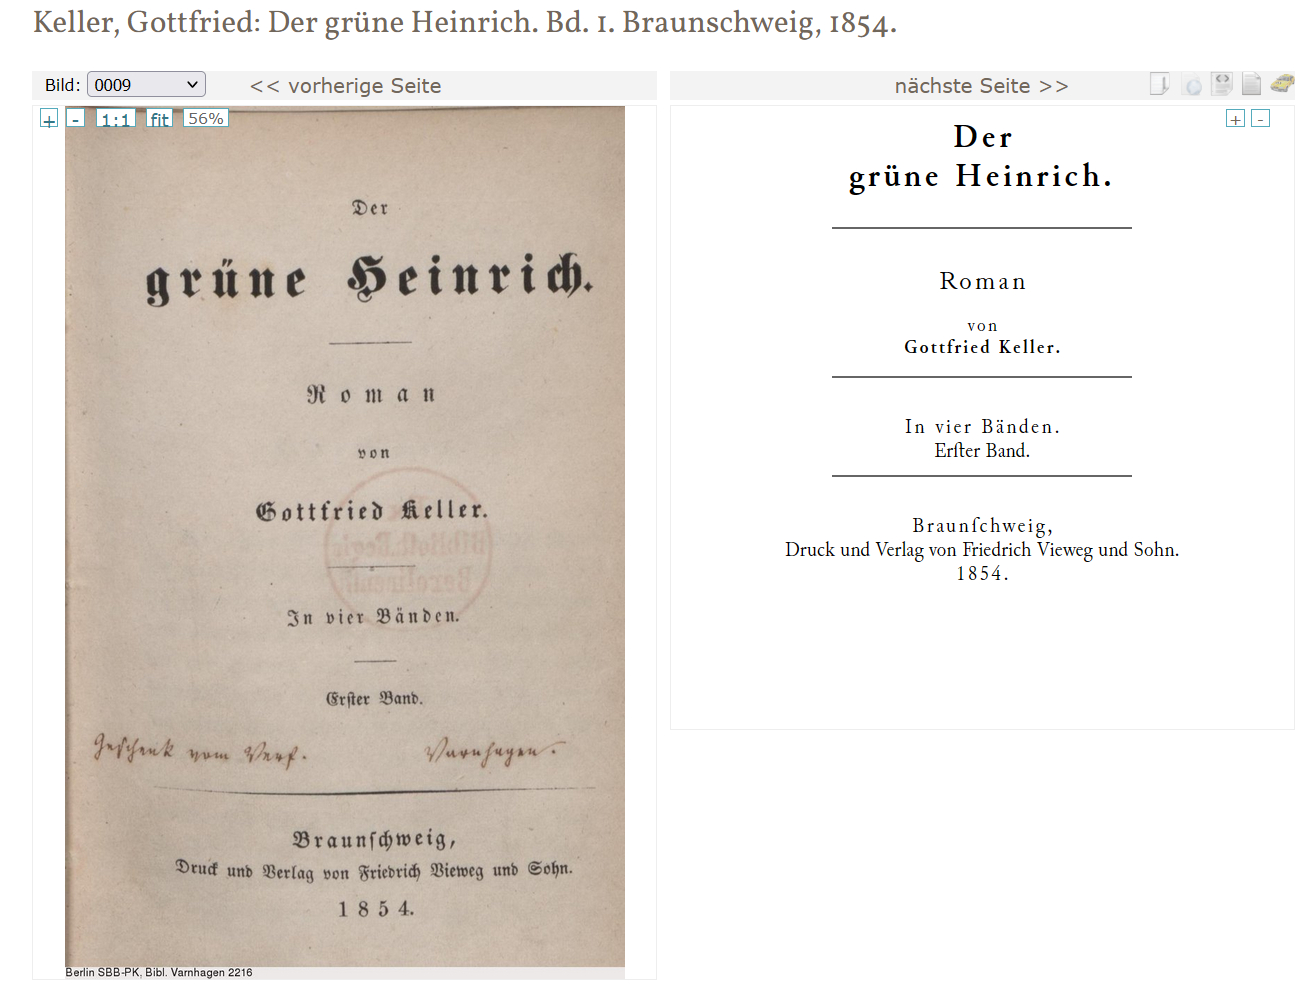 Keller, Gottfried: Der grüne Heinrich. Bd. 1. Braunschweig, 1854.
Bild: 0009 << vorherige Seite
nächste Seite >>
+ - 1:1 fit 56%
Der
grüne Heinrich.
Roman
von
Gottfried Keller.
Biblioth. Regia
Berolinensi
In vier Bänden.
Erſter Band.
Geschenk vom Verf. Varnhagen.
Braunſchweig,
Druck und Verlag von Friedrich Vieweg und Sohn.
1854.
Berlin SBB-PK, Bibl. Varnhagen 2216
+ -
Der
grüne Heinrich.
Roman
von
Gottfried Keller.
In vier Bänden.
Erſter Band.
Braunſchweig,
Druck und Verlag von Friedrich Vieweg und Sohn.
1854.